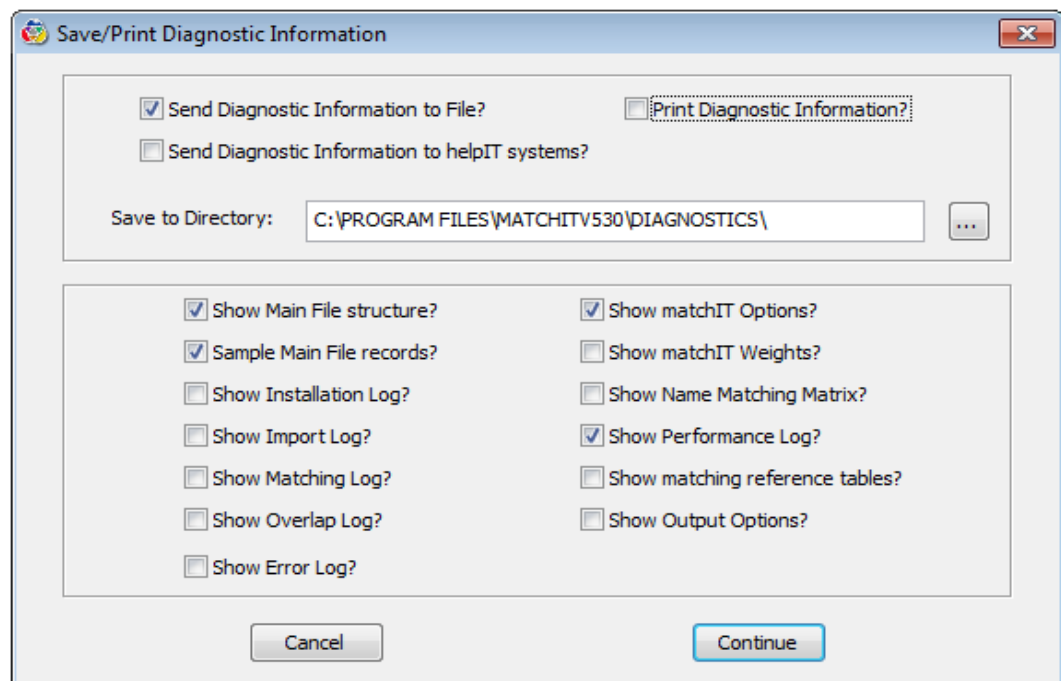 Save/Print Diagnostic Information
Send Diagnostic Information to File?
Print Diagnostic Information?
Send Diagnostic Information to helpIT systems?
Save to Directory:
C:\PROGRAM FILES\MATCHITV530\DIAGNOSTICS\
...
Show Main File structure?
Show matchIT Options?
Sample Main File records?
Show matchIT Weights?
Show Installation Log?
Show Name Matching Matrix?
Show Import Log?
Show Performance Log?
Show Matching Log?
Show matching reference tables?
Show Overlap Log?
Show Output Options?
Show Error Log?
Cancel
Continue